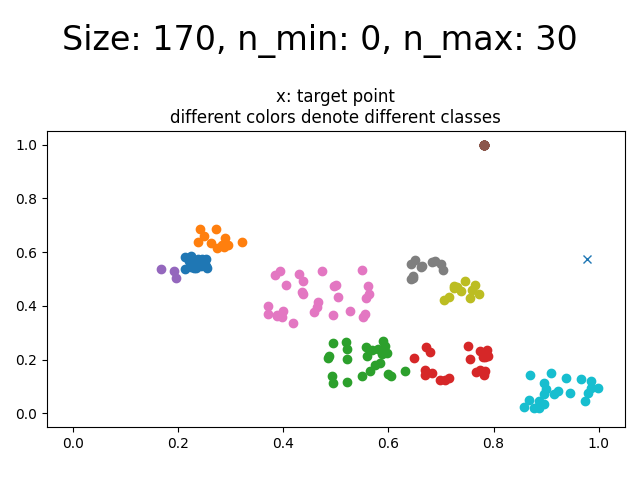 Size: 170, n_min: 0, n_max: 30
x: target point
different colors denote different classes
1.0
0.8
0.6
0.4
0.2
0.0
0.0 0.2 0.4 0.6 0.8 1.0